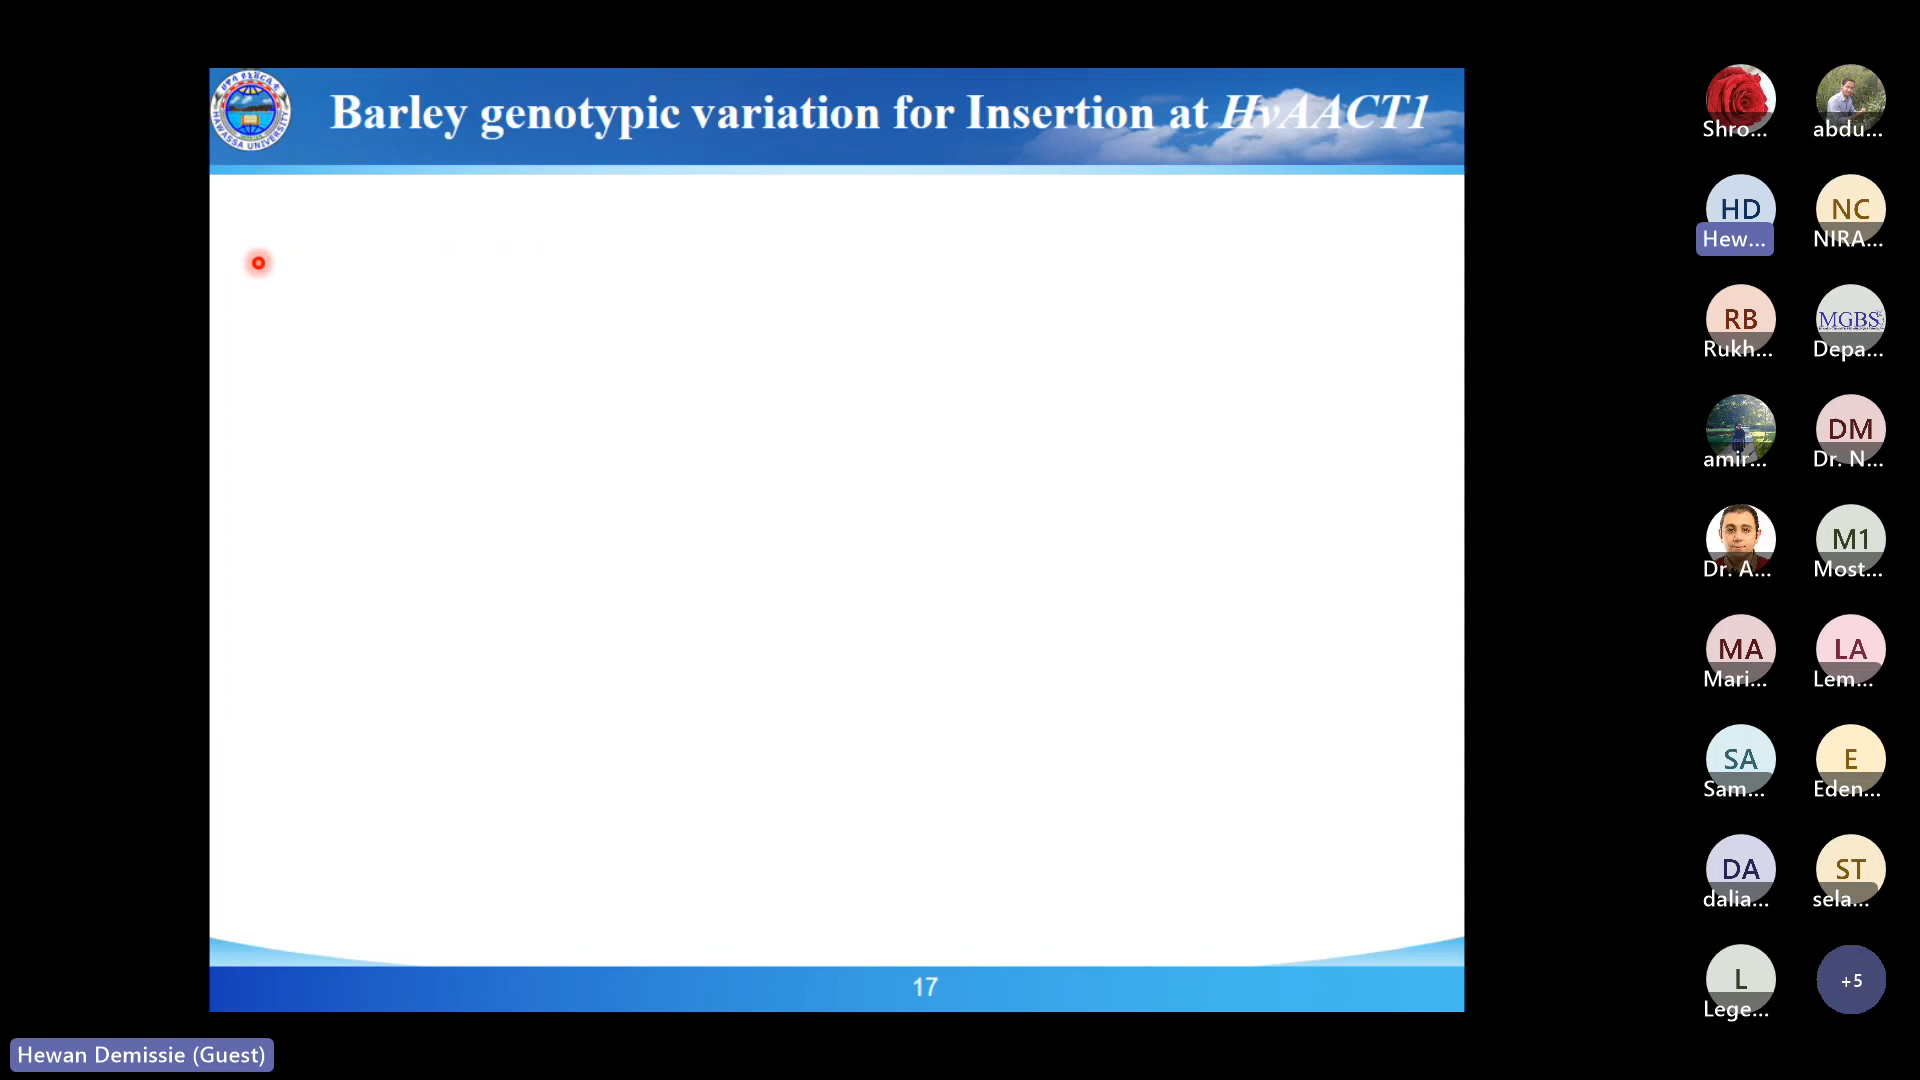 Barley genotypic variation for Insertion at HvAACT1
HAWASSA UNIVERSITY
17
Shro...
abdu...
HD
Hew...
NC
NIRA...
RB
Rukh...
MGBS
Depa...
amir...
DM
Dr. N...
Dr. A...
M1
Most...
MA
Mari...
LA
Lem...
SA
Sam...
E
Eden...
DA
dalia...
ST
sela...
L
Lege...
+5
Hewan Demissie (Guest)